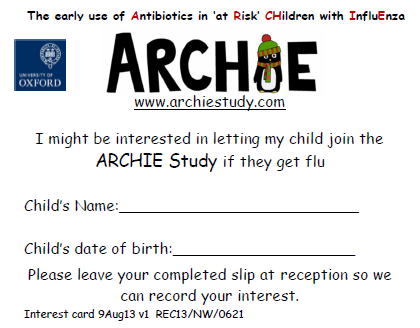 The early use of Antibiotics in 'at Risk' CHildren with InfluEnza
UNIVERSITY OF
OXFORD
ARCHIE
www.archiestudy.com
I might be interested in letting my child join the
ARCHIE Study if they get flu
Child's Name:________________________
Child's date of birth:________________
Please leave your completed slip at reception so we
can record your interest.
Interest card 9Aug13 v1 REC13/NW/0621